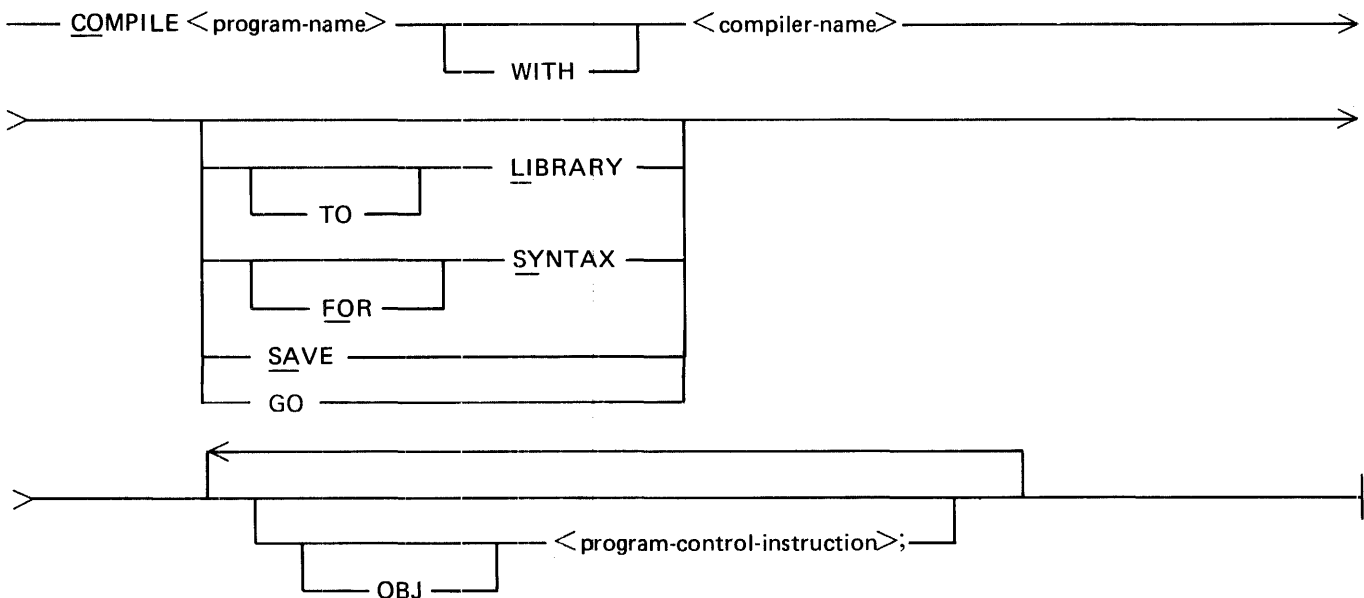 COMPILE <program-name> <compiler-name>
WITH
LIBRARY
TO
SYNTAX
FOR
SAVE
GO
<program-control-instruction>;
OBJ